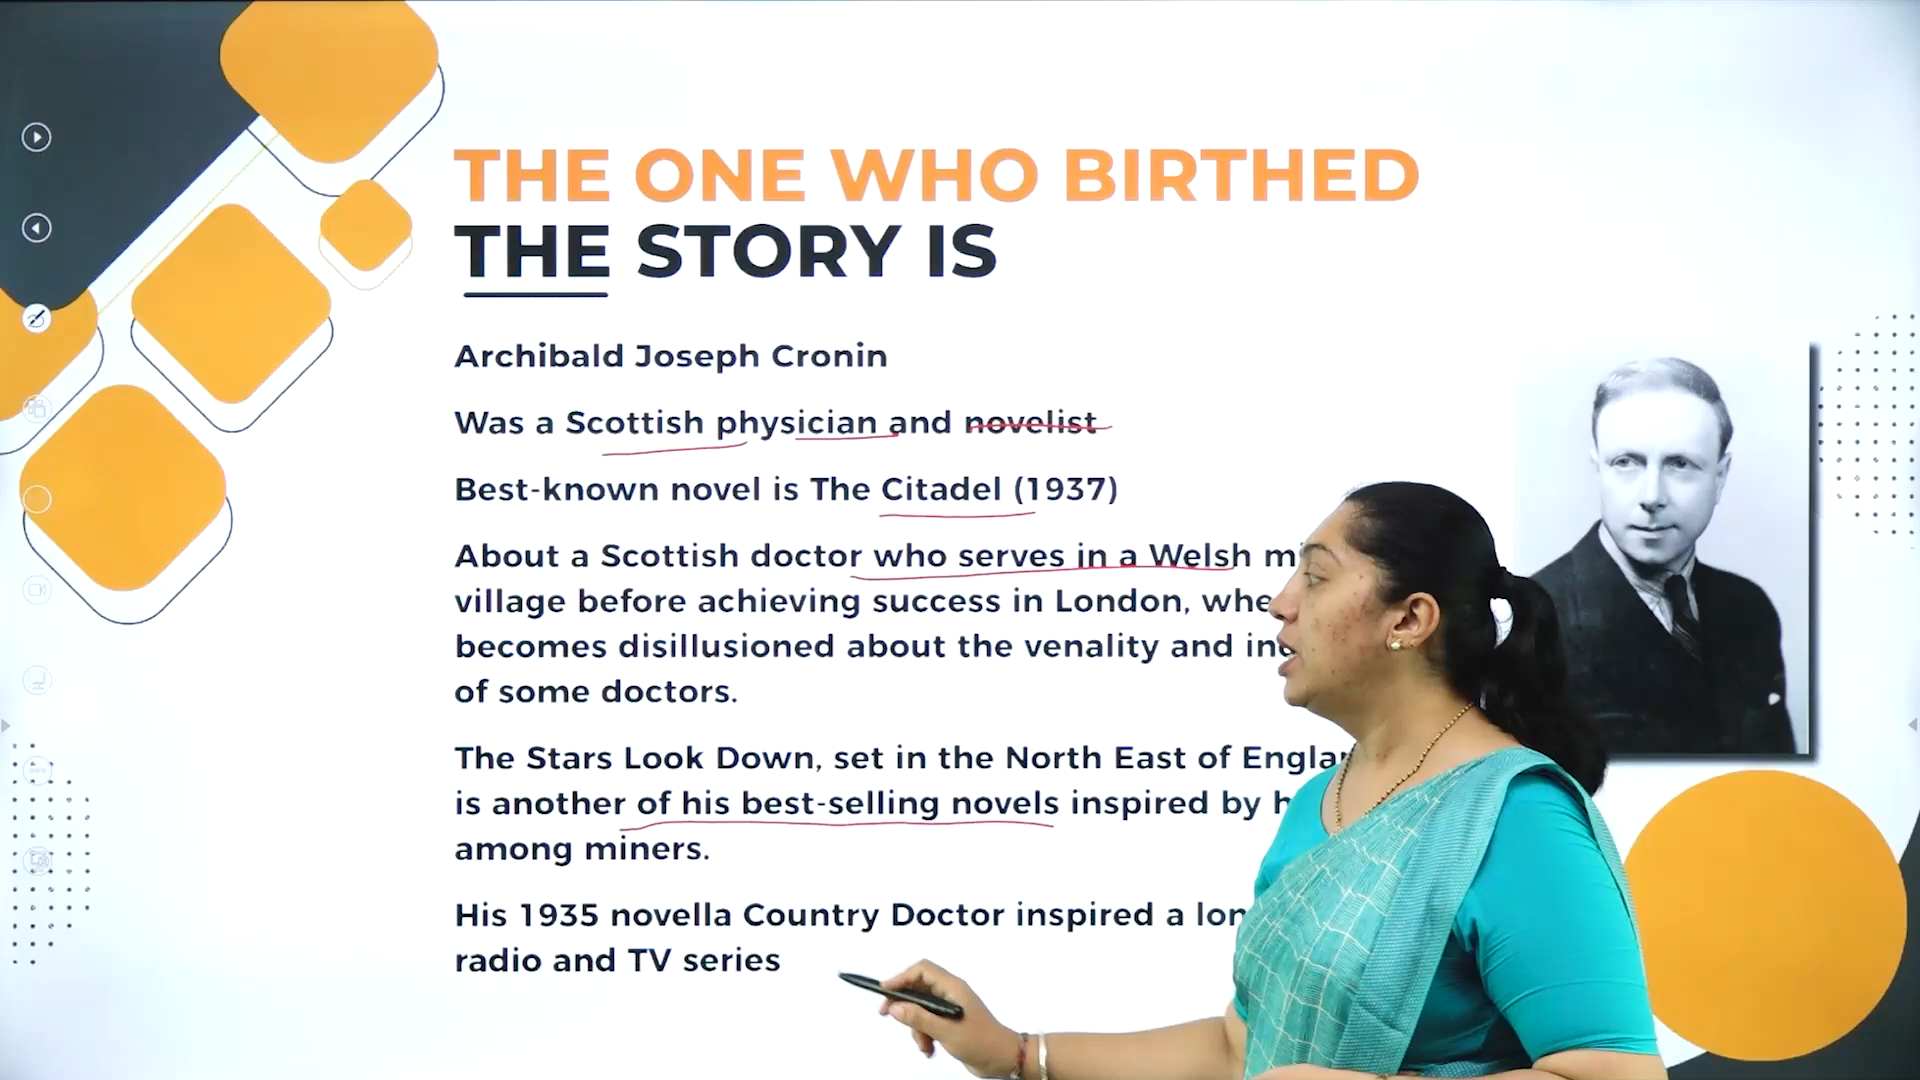 THE ONE WHO BIRTHED
THE STORY IS
Archibald Joseph Cronin
Was a Scottish physician and novelist
Best-known novel is The Citadel (1937)
About a Scottish doctor who serves in a Welsh
village before achieving success in London,
becomes disillusioned about the venality and
of some doctors.
The Stars Look Down, set in the North East of
is another of his best-selling novels inspired by
among miners.
His 1935 novella Country Doctor inspired a
radio and TV series